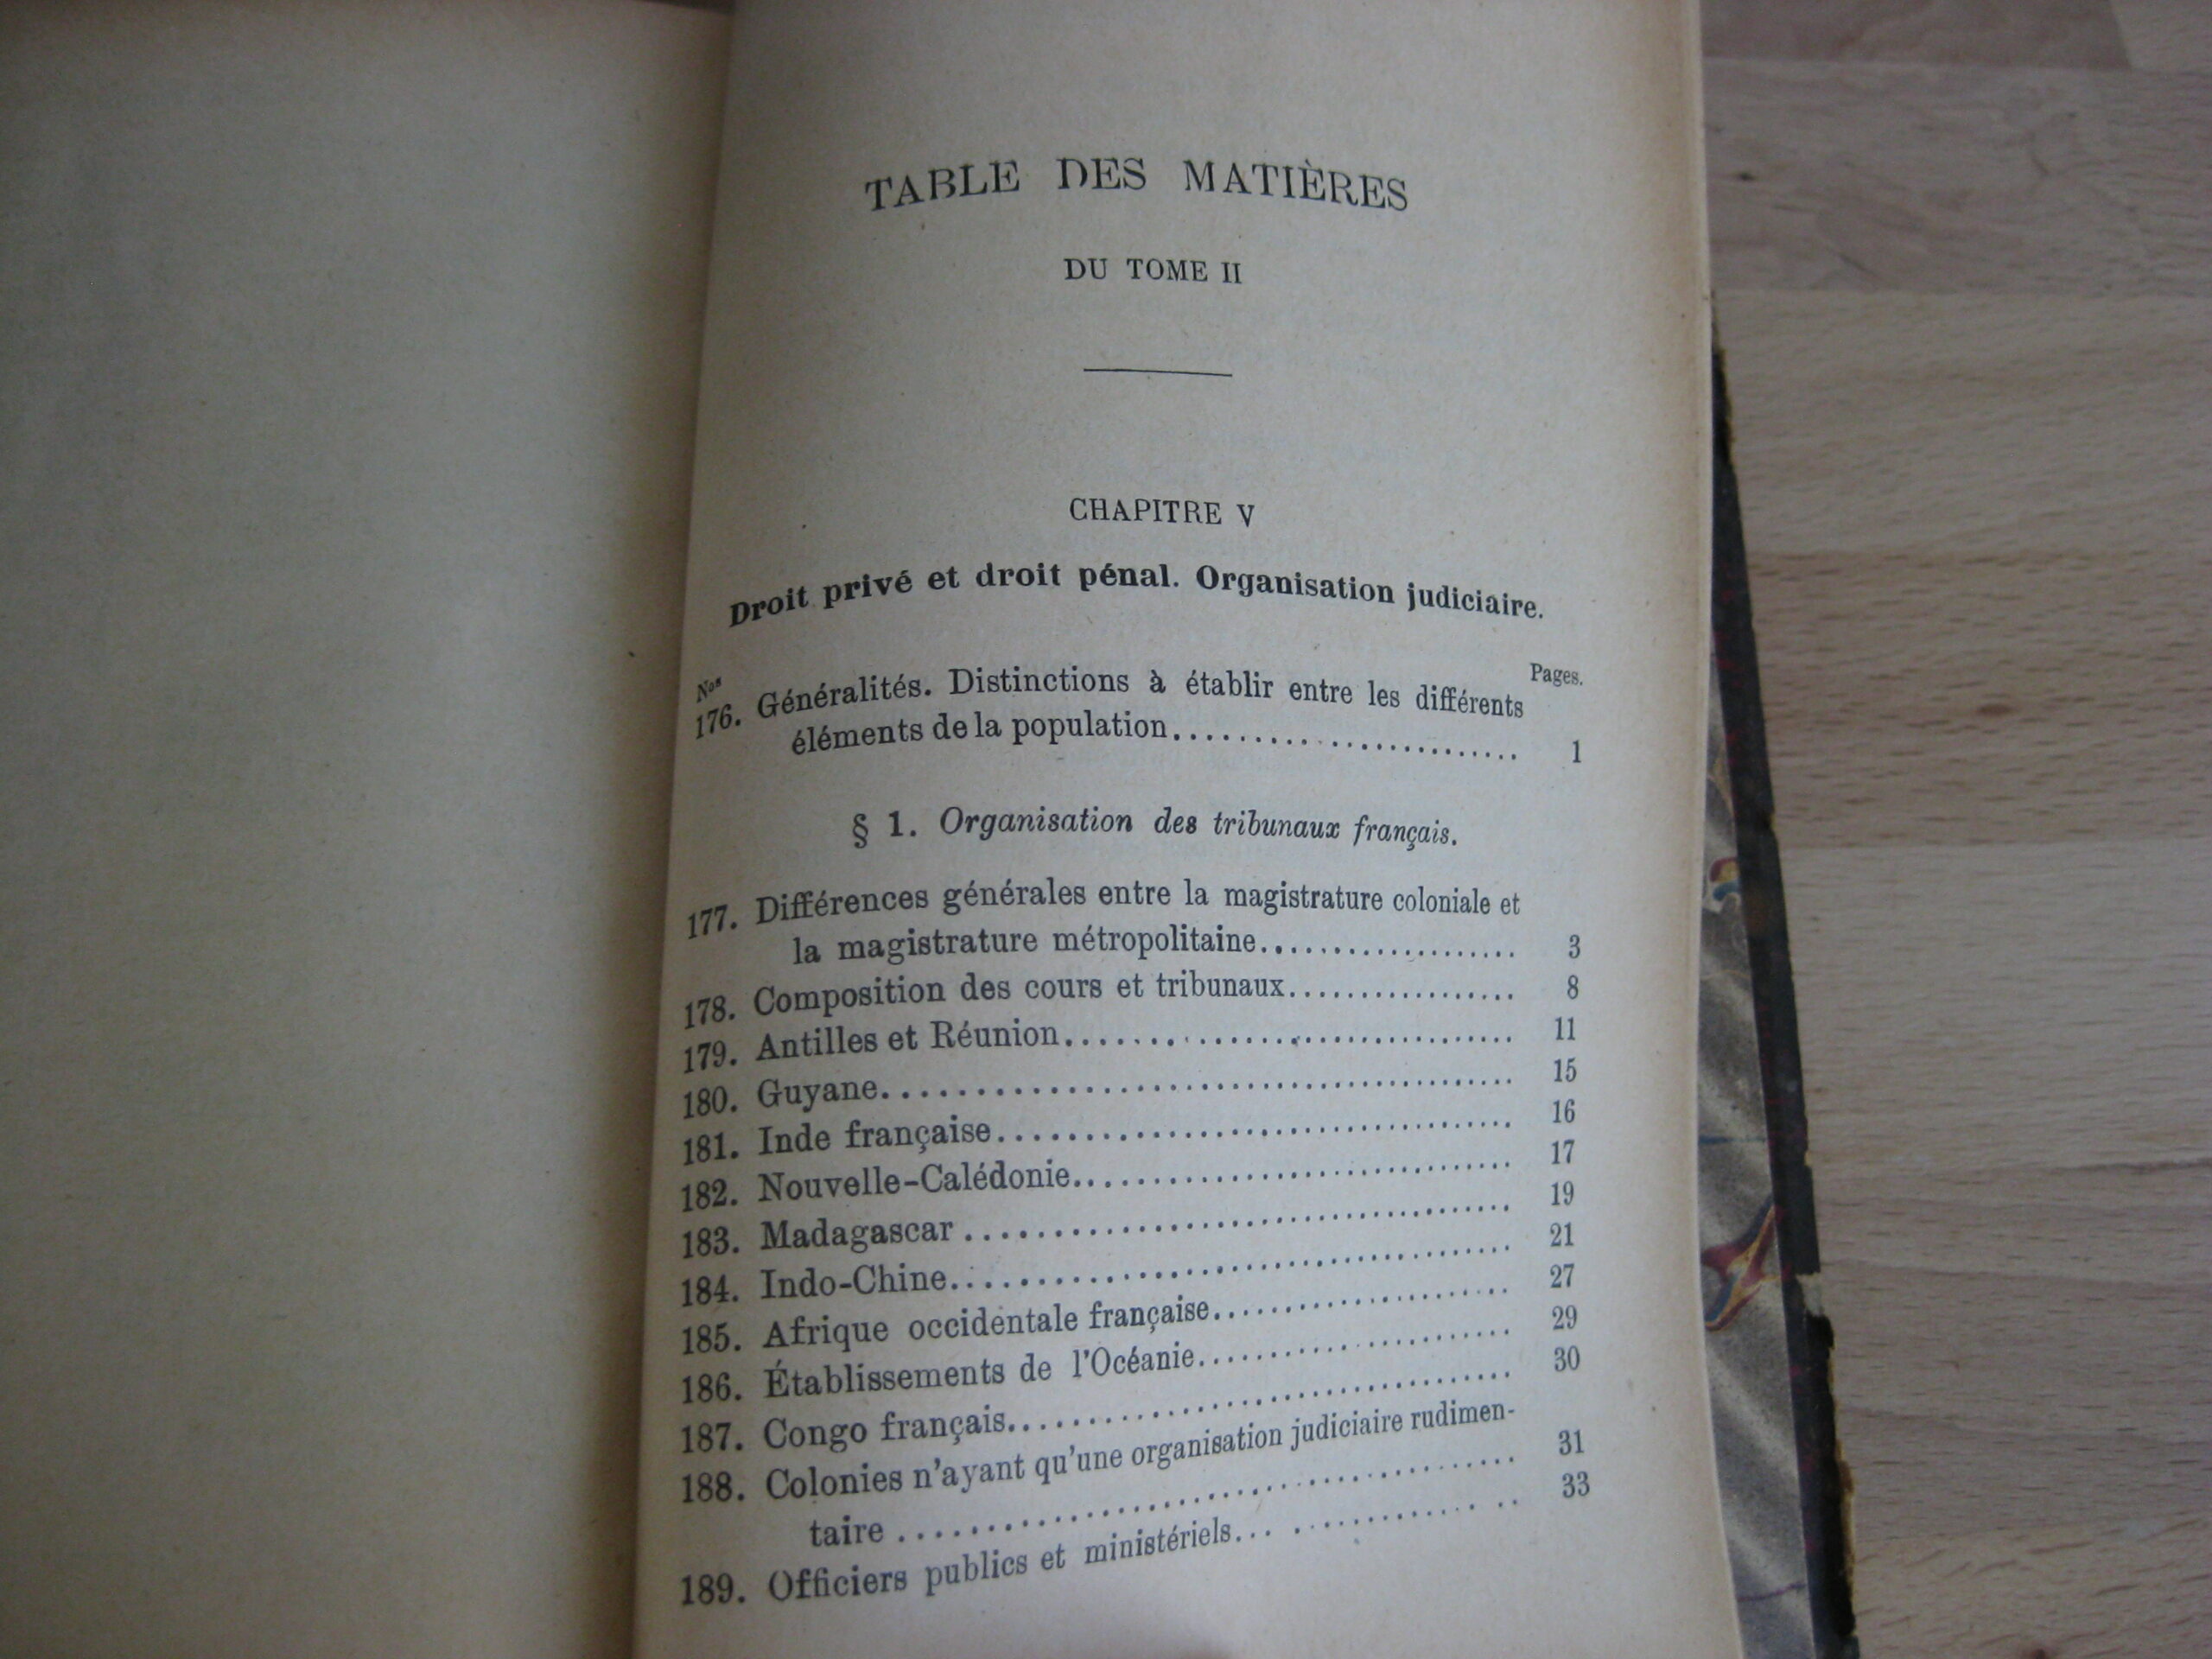 TABLE DES MATIÈRES
DU TOME II
CHAPITRE V
Droit privé et droit pénal. Organisation judiciaire.
Nos Pages.
176. Généralités. Distinctions à établir entre les différents
éléments de la population........................ 1
§ 1. Organisation des tribunaux français.
177. Différences générales entre la magistrature coloniale et
la magistrature métropolitaine................... 3
178. Composition des cours et tribunaux................. 8
179. Antilles et Réunion................................ 11
180. Guyane............................................. 15
181. Inde française..................................... 16
182. Nouvelle-Calédonie................................. 17
183. Madagascar ........................................ 19
184. Indo-Chine......................................... 21
185. Afrique occidentale française...................... 27
186. Établissements de l'Océanie........................ 29
187. Congo français..................................... 30
188. Colonies n'ayant qu'une organisation judiciaire rudimen-
taire ........................................... 31
189. Officiers publics et ministériels... .............. 33